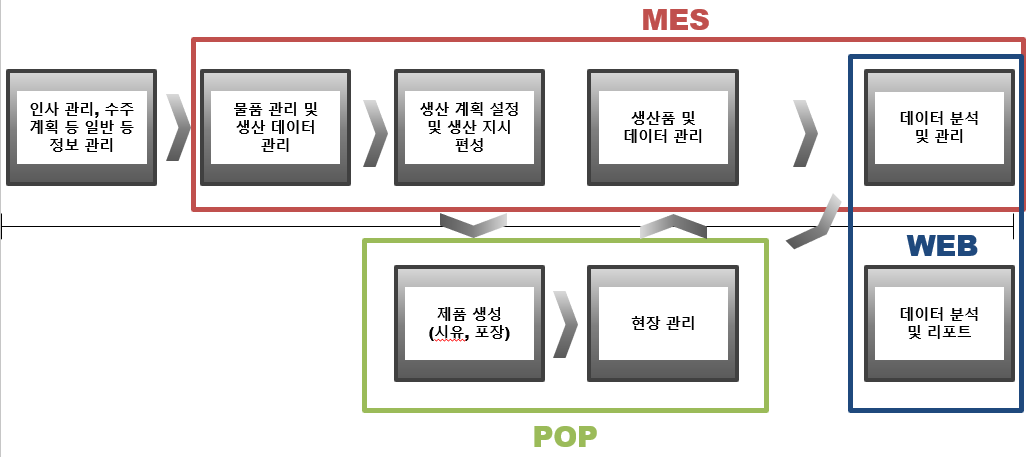 MES
인사 관리, 수주
계획 등 일반 등
정보 관리
물품 관리 및
생산 데이터
관리
생산 계획 설정
및 생산 지시
편성
생산품 및
데이터 관리
데이터 분석
및 관리
WEB
제품 생성
(시유, 포장)
현장 관리
데이터 분석
및 리포트
POP